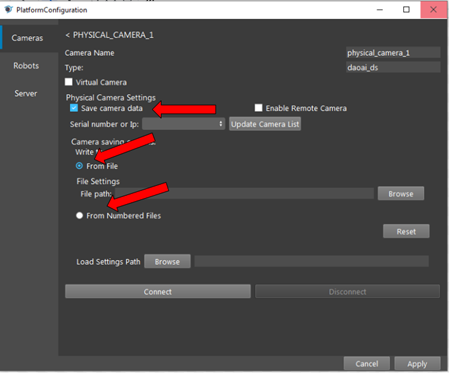 PlatformConfiguration
Cameras
Robots
Server
< PHYSICAL_CAMERA_1
Camera Name
physical_camera_1
Type:
daoai_ds
Virtual Camera
Physical Camera Settings
Save camera data
Enable Remote Camera
Serial number or Ip:
Update Camera List
Camera saving
Write
From File
File Settings
File path:
Browse
From Numbered Files
Reset
Load Settings Path
Browse
Connect
Disconnect
Cancel
Apply